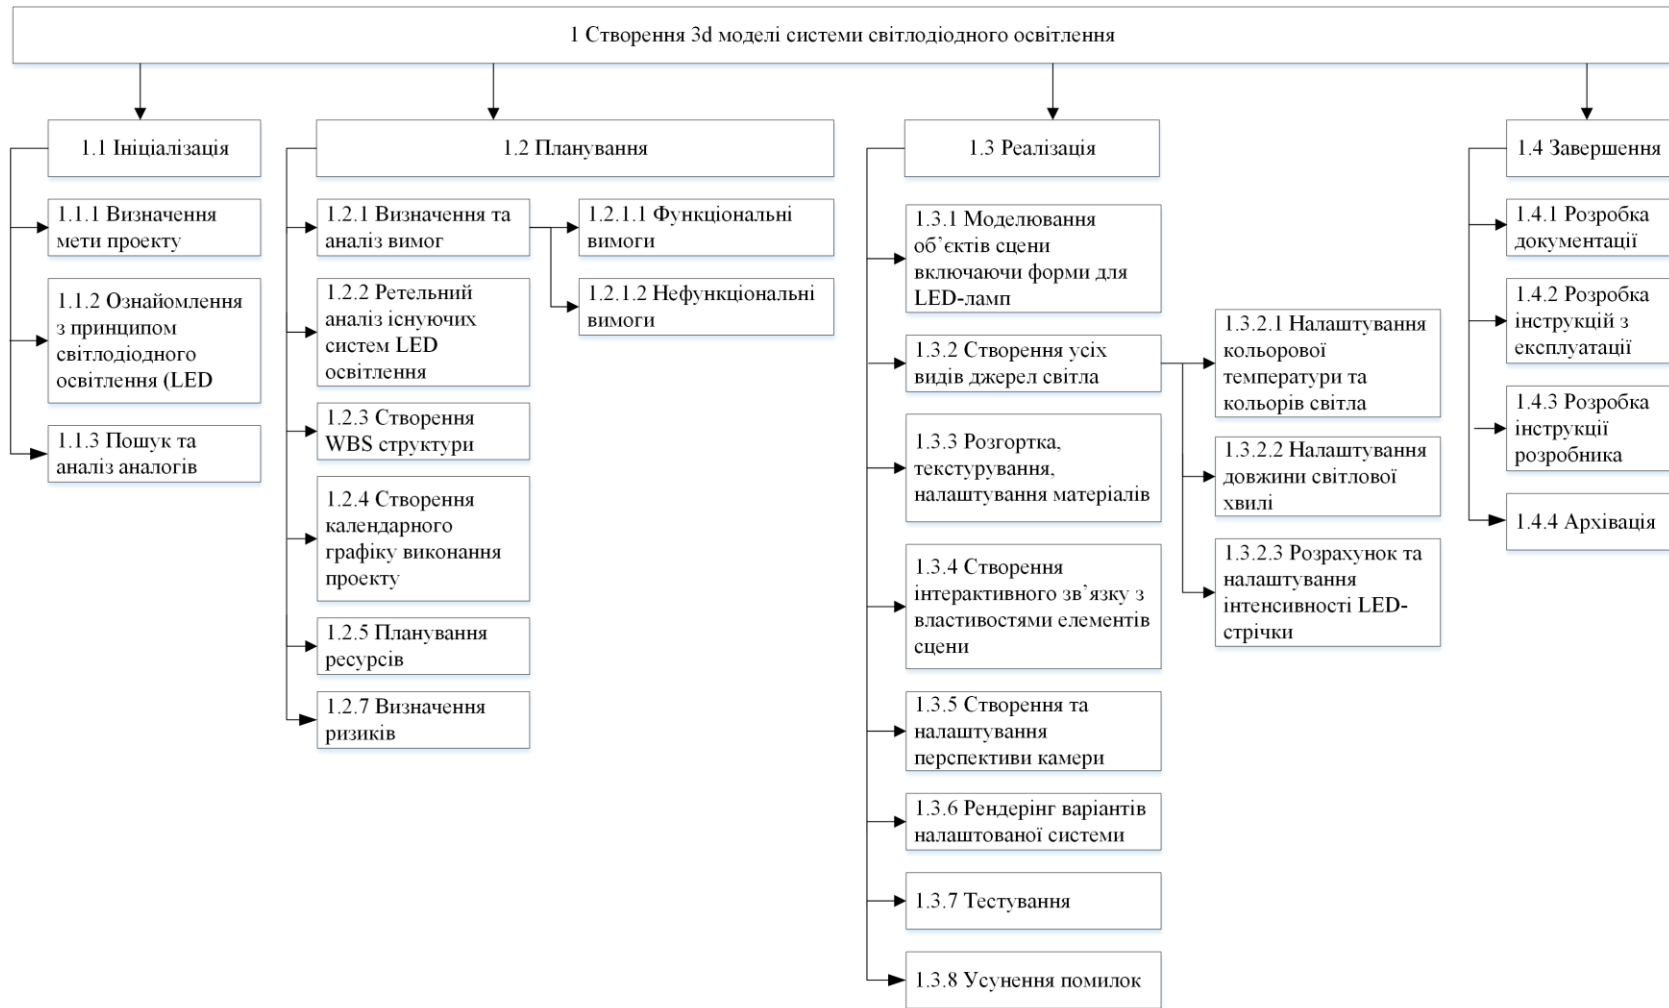 1 Створення 3d моделі системи світлодіодного освітлення
1.1 Ініціалізація
1.1.1 Визначення
мети проекту
1.1.2 Ознайомлення
з принципом
світлодіодного
освітлення (LED
1.1.3 Пошук та
аналіз аналогів
1.2 Планування
1.2.1 Визначення та
аналіз вимог
1.2.1.1 Функціональні
вимоги
1.2.1.2 Нефункціональні
вимоги
1.2.2 Ретельний
аналіз існуючих
систем LED
освітлення
1.2.3 Створення
WBS структури
1.2.4 Створення
календарного
графіку виконання
проекту
1.2.5 Планування
ресурсів
1.2.7 Визначення
ризиків
1.3 Реалізація
1.3.1 Моделювання
об’єктів сцени
включаючи форми для
LED-ламп
1.3.2 Створення усіх
видів джерел світла
1.3.2.1 Налаштування
кольорової
температури та
кольорів світла
1.3.2.2 Налаштування
довжини світлової
хвилі
1.3.2.3 Розрахунок та
налаштування
інтенсивності LED-
стрічки
1.3.3 Розгортка,
текстурування,
налаштування матеріалів
1.3.4 Створення
інтерактивного зв’язку з
властивостями елементів
сцени
1.3.5 Створення та
налаштування
перспективи камери
1.3.6 Рендерінг варіантів
налаштованої системи
1.3.7 Тестування
1.3.8 Усунення помилок
1.4 Завершення
1.4.1 Розробка
документації
1.4.2 Розробка
інструкцій з
експлуатації
1.4.3 Розробка
інструкції
розробника
1.4.4 Архівація